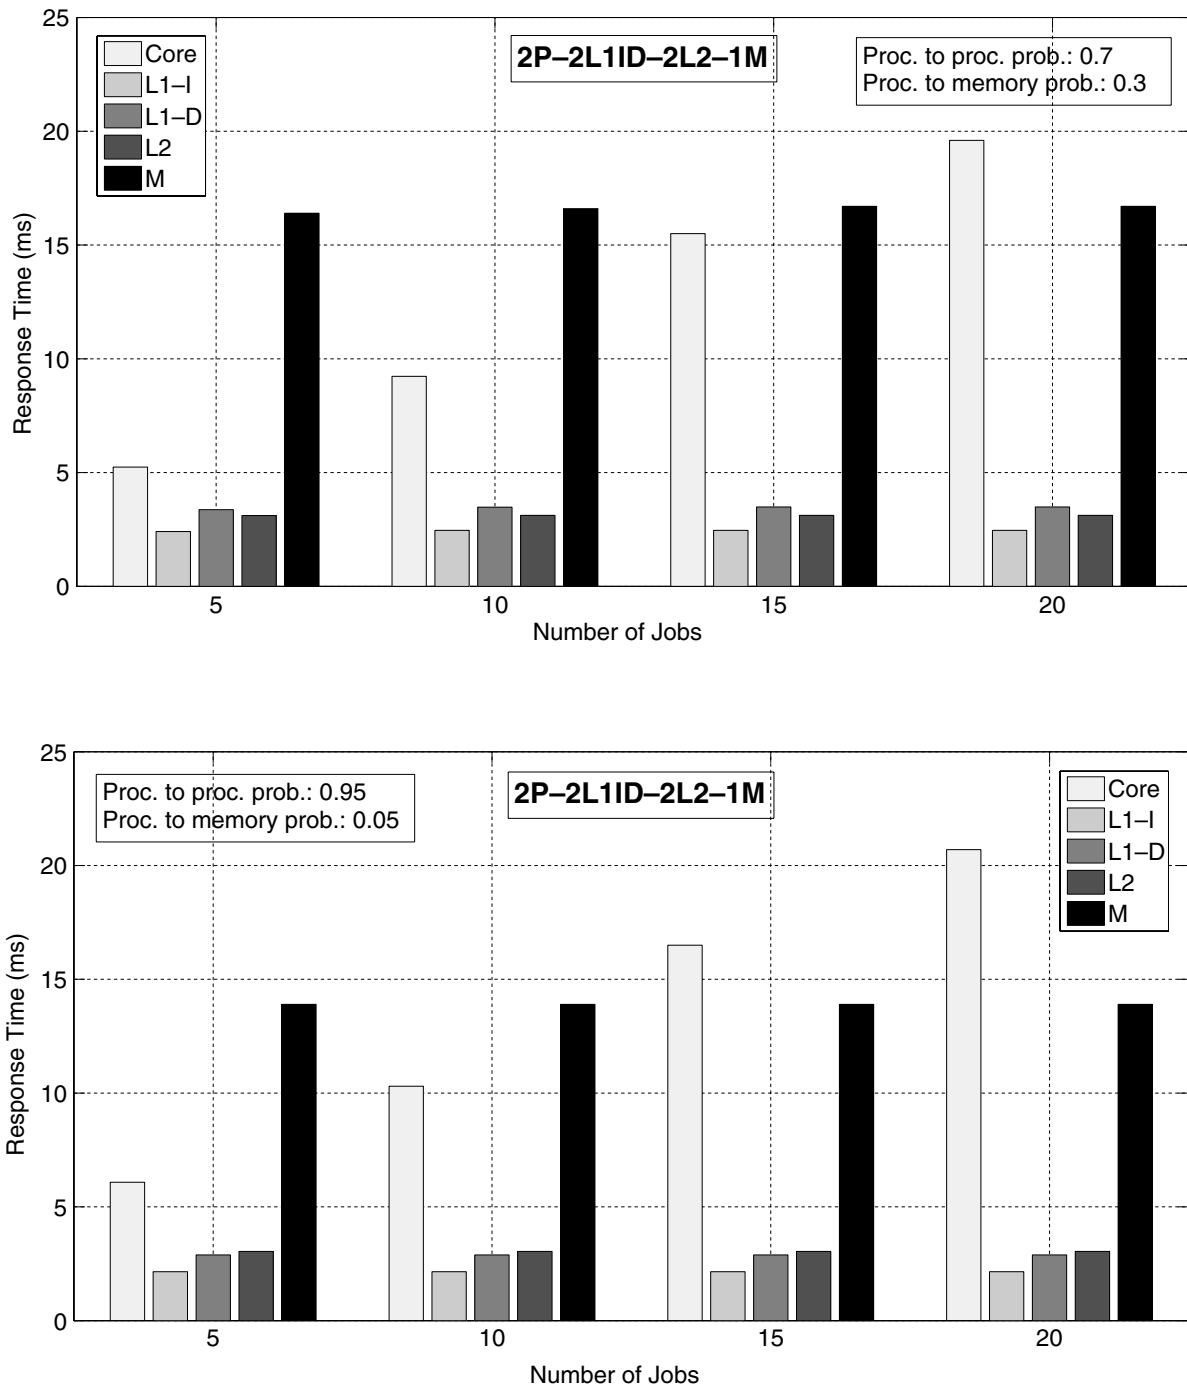 25
20
15
10
5
0
Response Time (ms)
Core
L1–I
L1–D
L2
M
2P–2L1ID–2L2–1M
Proc. to proc. prob.: 0.7
Proc. to memory prob.: 0.3
5 10 15 20
Number of Jobs
25
20
15
10
5
0
Response Time (ms)
Proc. to proc. prob.: 0.95
Proc. to memory prob.: 0.05
2P–2L1ID–2L2–1M
Core
L1–I
L1–D
L2
M
5 10 15 20
Number of Jobs